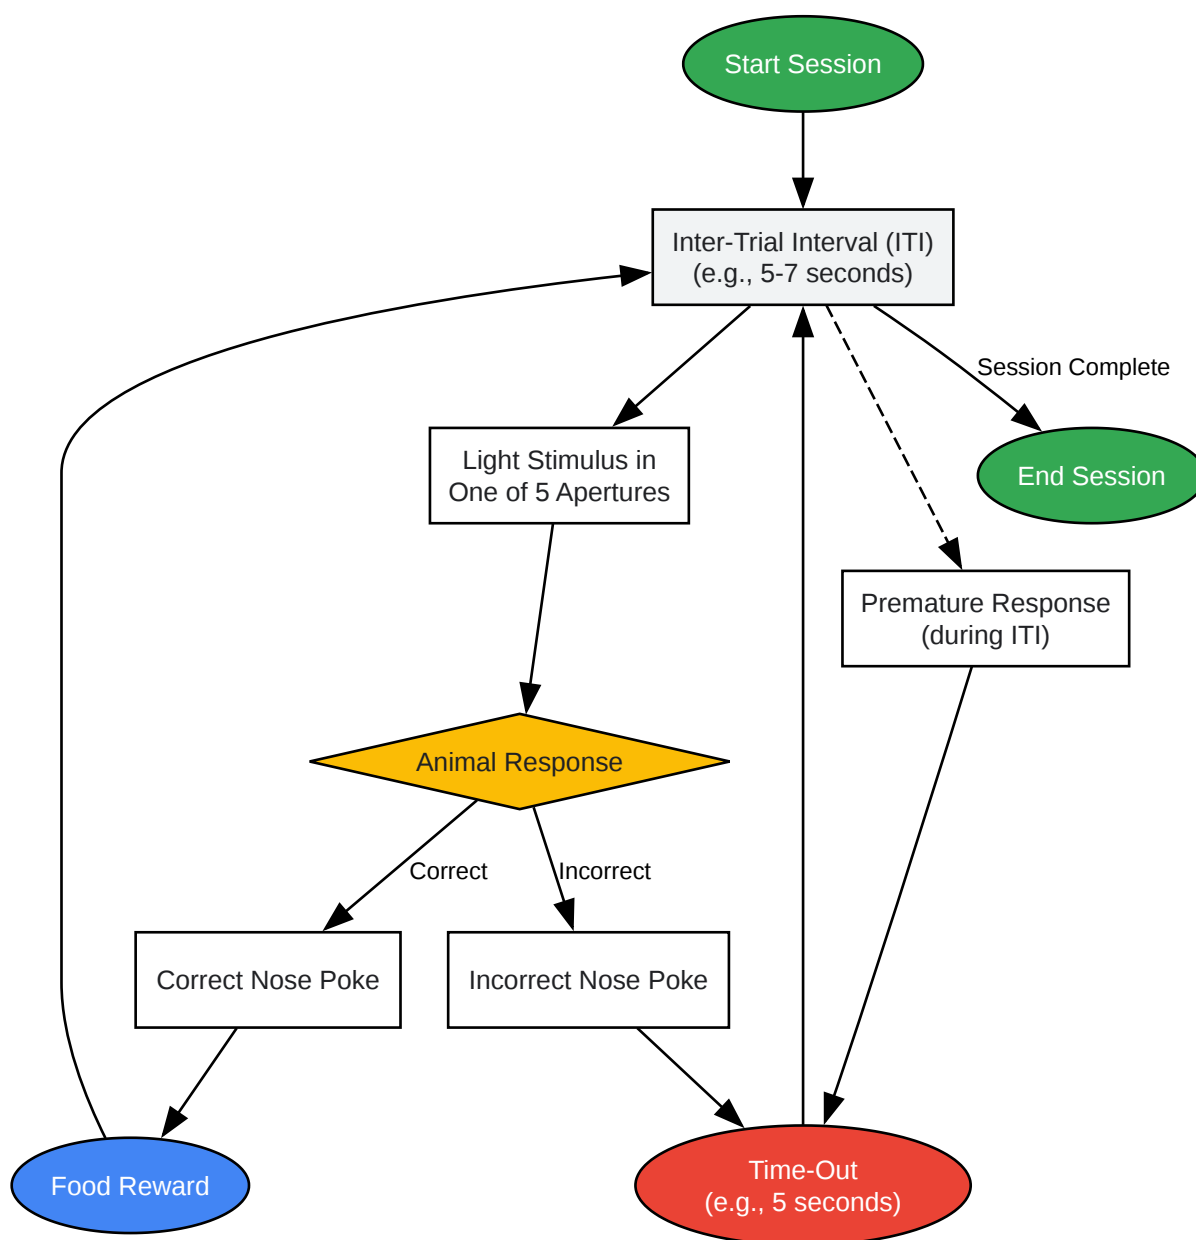 Start Session
Inter-Trial Interval (ITI)
(e.g., 5-7 seconds)
Session Complete
Light Stimulus in
One of 5 Apertures
End Session
Premature Response
(during ITI)
Animal Response
Correct
Incorrect
Correct Nose Poke
Incorrect Nose Poke
Food Reward
Time-Out
(e.g., 5 seconds)